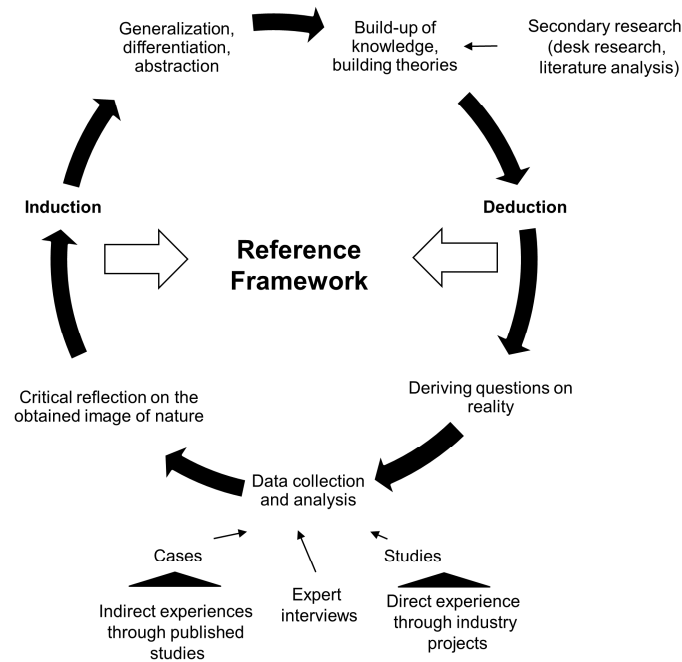 Generalization,
differentiation,
abstraction
Build-up of
knowledge,
building theories
Secondary research
(desk research,
literature analysis)
Induction
Deduction
Reference
Framework
Critical reflection on the
obtained image of nature
Deriving questions on
reality
Data collection
and analysis
Cases
Studies
Indirect experiences
through published
studies
Expert
interviews
Direct experience
through industry
projects